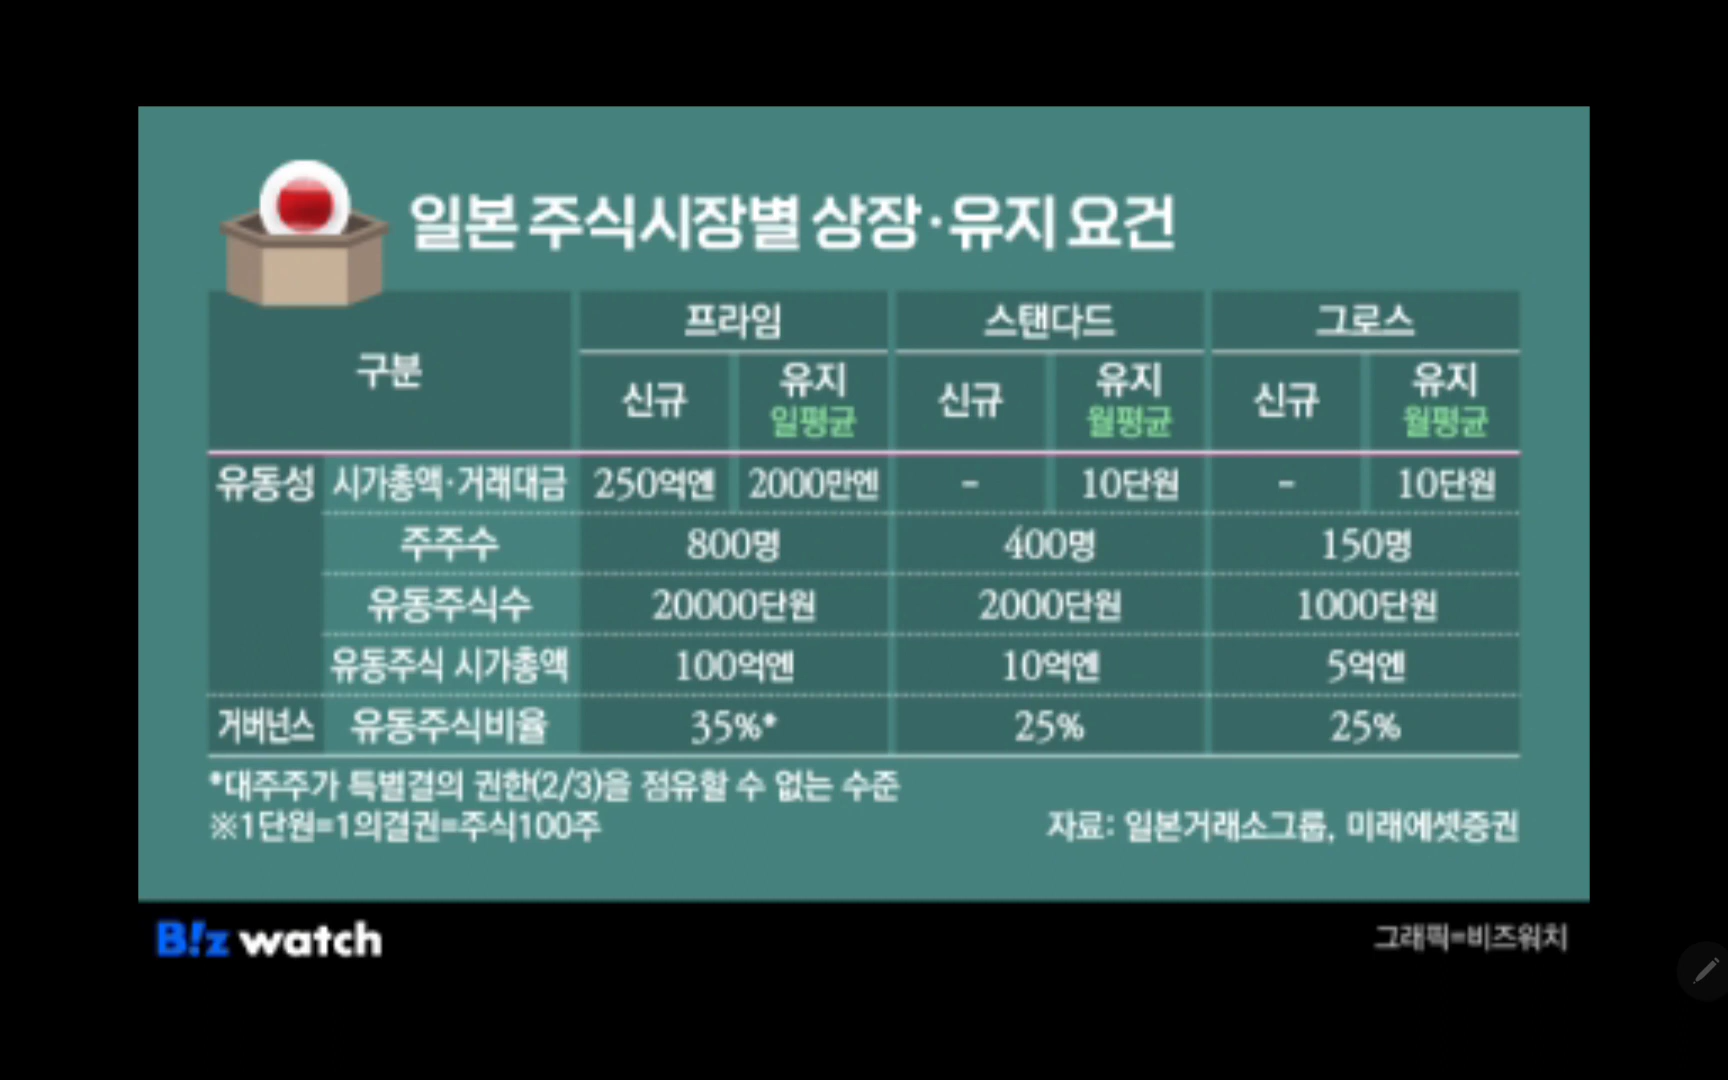 일본 주식시장별 상장·유지 요건
구분 프라임 스탠다드 그로스
신규 유지 일평균 신규 유지 월평균 신규 유지 월평균
유동성 시가총액·거래대금 250억엔 2000만엔 - 10단원 - 10단원
주주수 800명 400명 150명
유동주식수 20000단원 2000단원 1000단원
유동주식 시가총액 100억엔 10억엔 5억엔
거버넌스 유동주식비율 35%* 25% 25%
*대주주가 특별결의 권한(2/3)을 점유할 수 없는 수준
※1단원=1의결권=주식100주 자료: 일본거래소그룹, 미래에셋증권
B!z watch 그래픽=비즈워치